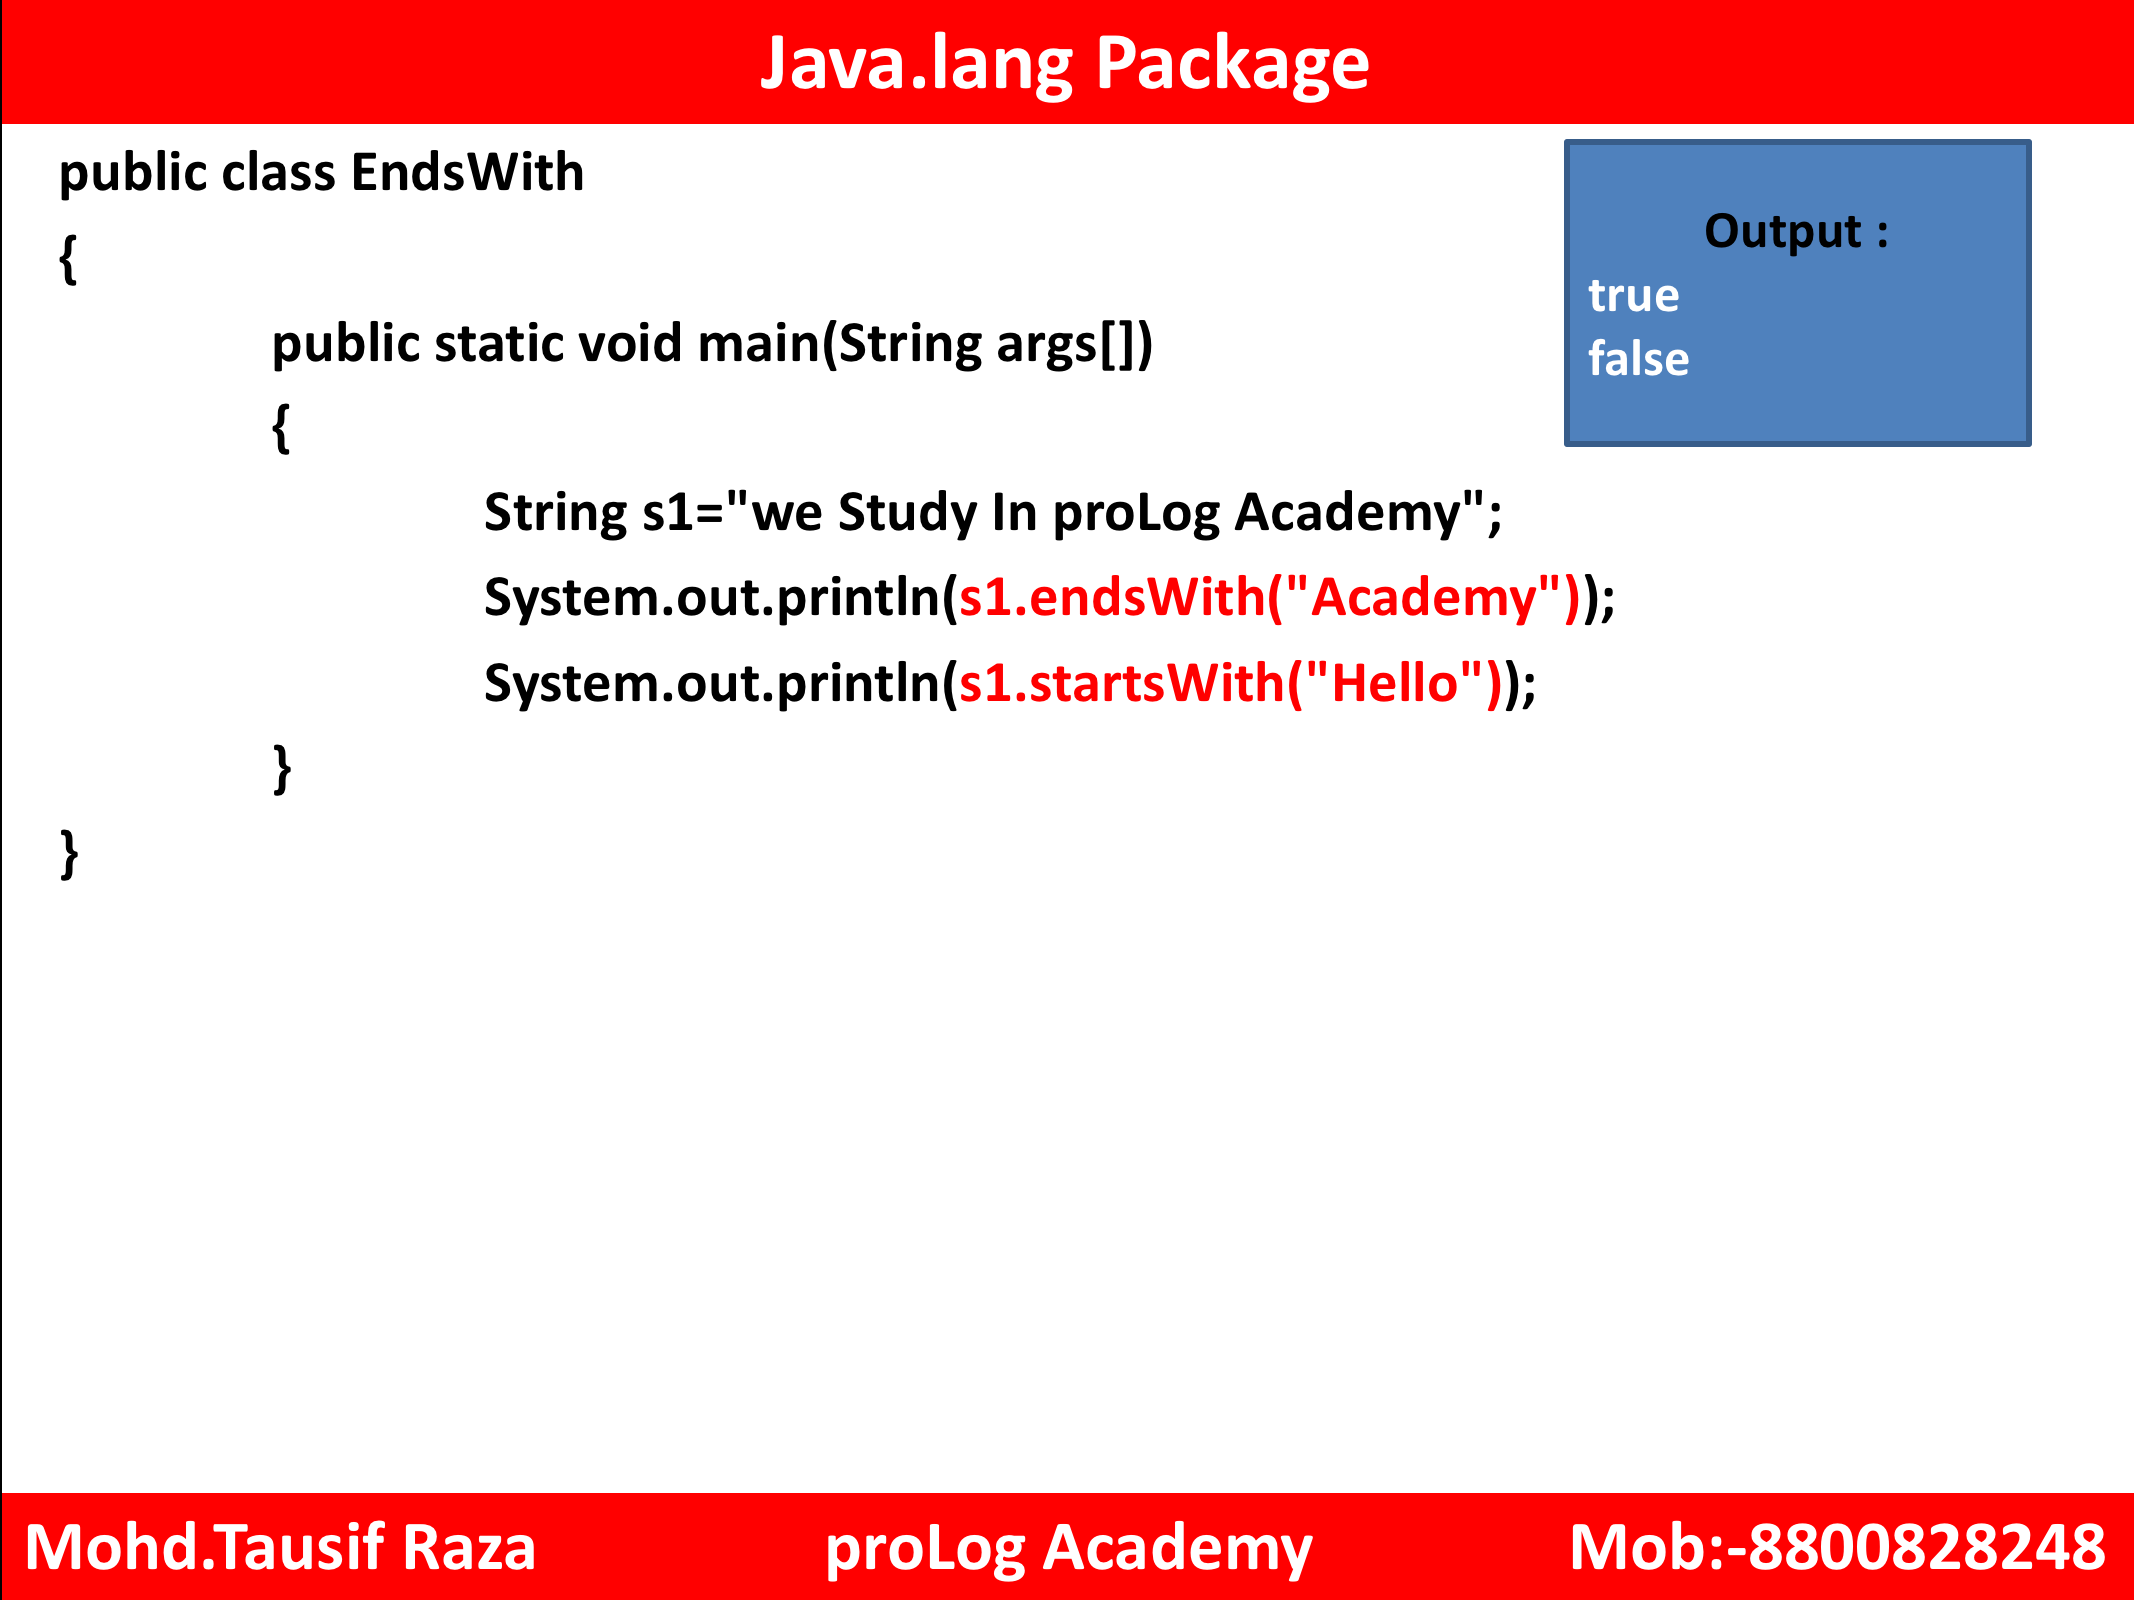 Java.lang Package
public class EndsWith
{
public static void main(String args[])
{
String s1="we Study In proLog Academy";
System.out.println(s1.endsWith("Academy"));
System.out.println(s1.startsWith("Hello"));
}
}
Output :
true
false
Mohd.Tausif Raza proLog Academy Mob:-8800828248